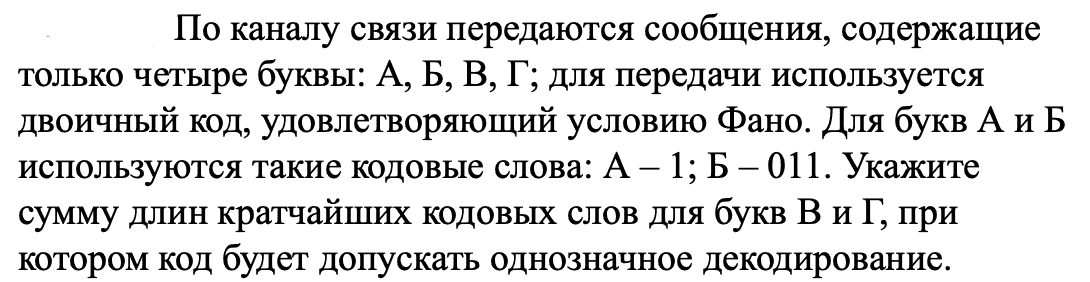 По каналу связи передаются сообщения, содержащие
только четыре буквы: А, Б, В, Г; для передачи используется
двоичный код, удовлетворяющий условию Фано. Для букв А и Б
используются такие кодовые слова: А – 1; Б – 011. Укажите
сумму длин кратчайших кодовых слов для букв В и Г, при
котором код будет допускать однозначное декодирование.